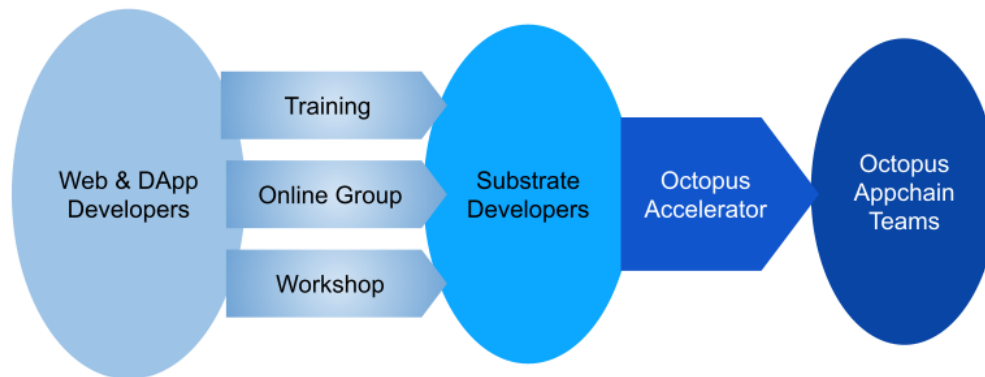 Web & DApp
Developers
Training
Online Group
Workshop
Substrate
Developers
Octopus
Accelerator
Octopus
Appchain
Teams